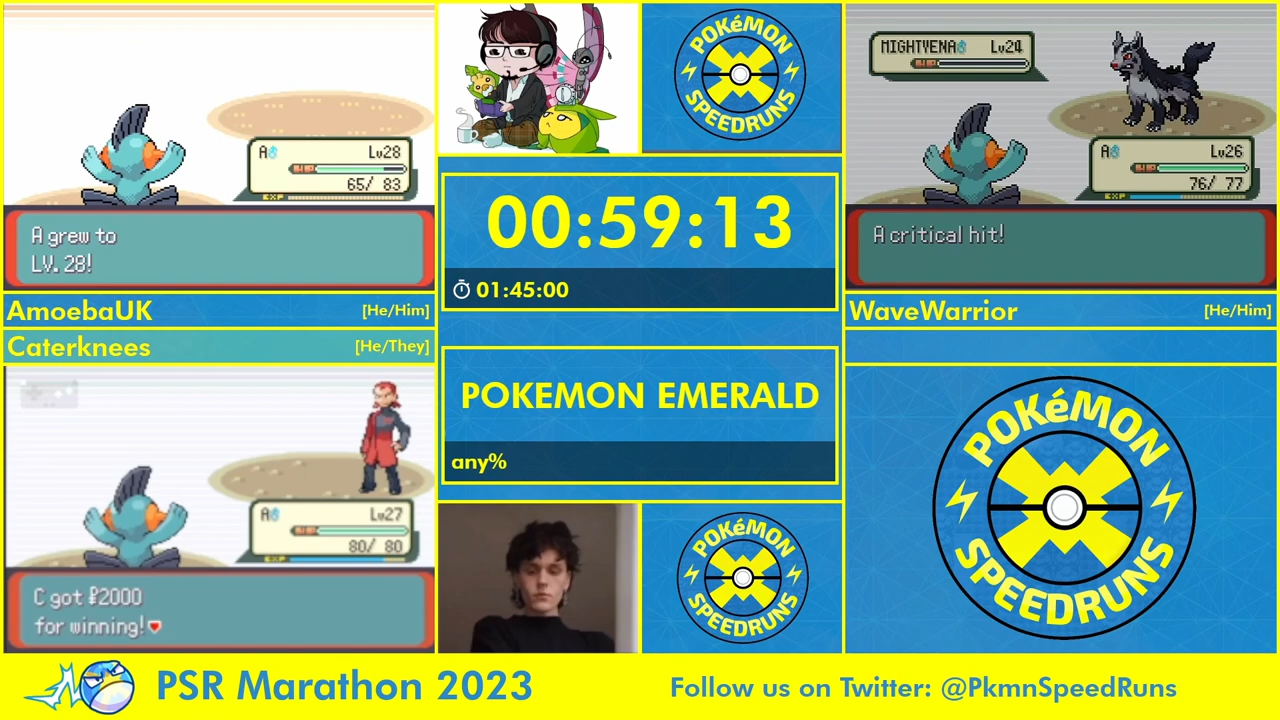 A Lv28
65/ 83
A grew to
LV. 28!
AmoebaUK [He/Him]
Caterknees [He/They]
A Lv27
80/ 80
C got ₽2000
for winning!
POKéMON
SPEEDRUNS
00:59:13
01:45:00
POKEMON EMERALD
any%
POKéMON
SPEEDRUNS
MIGHTYENA Lv24
A Lv26
76/ 77
A critical hit!
WaveWarrior [He/Him]
POKéMON
SPEEDRUNS
PSR Marathon 2023
Follow us on Twitter: @PkmnSpeedRuns